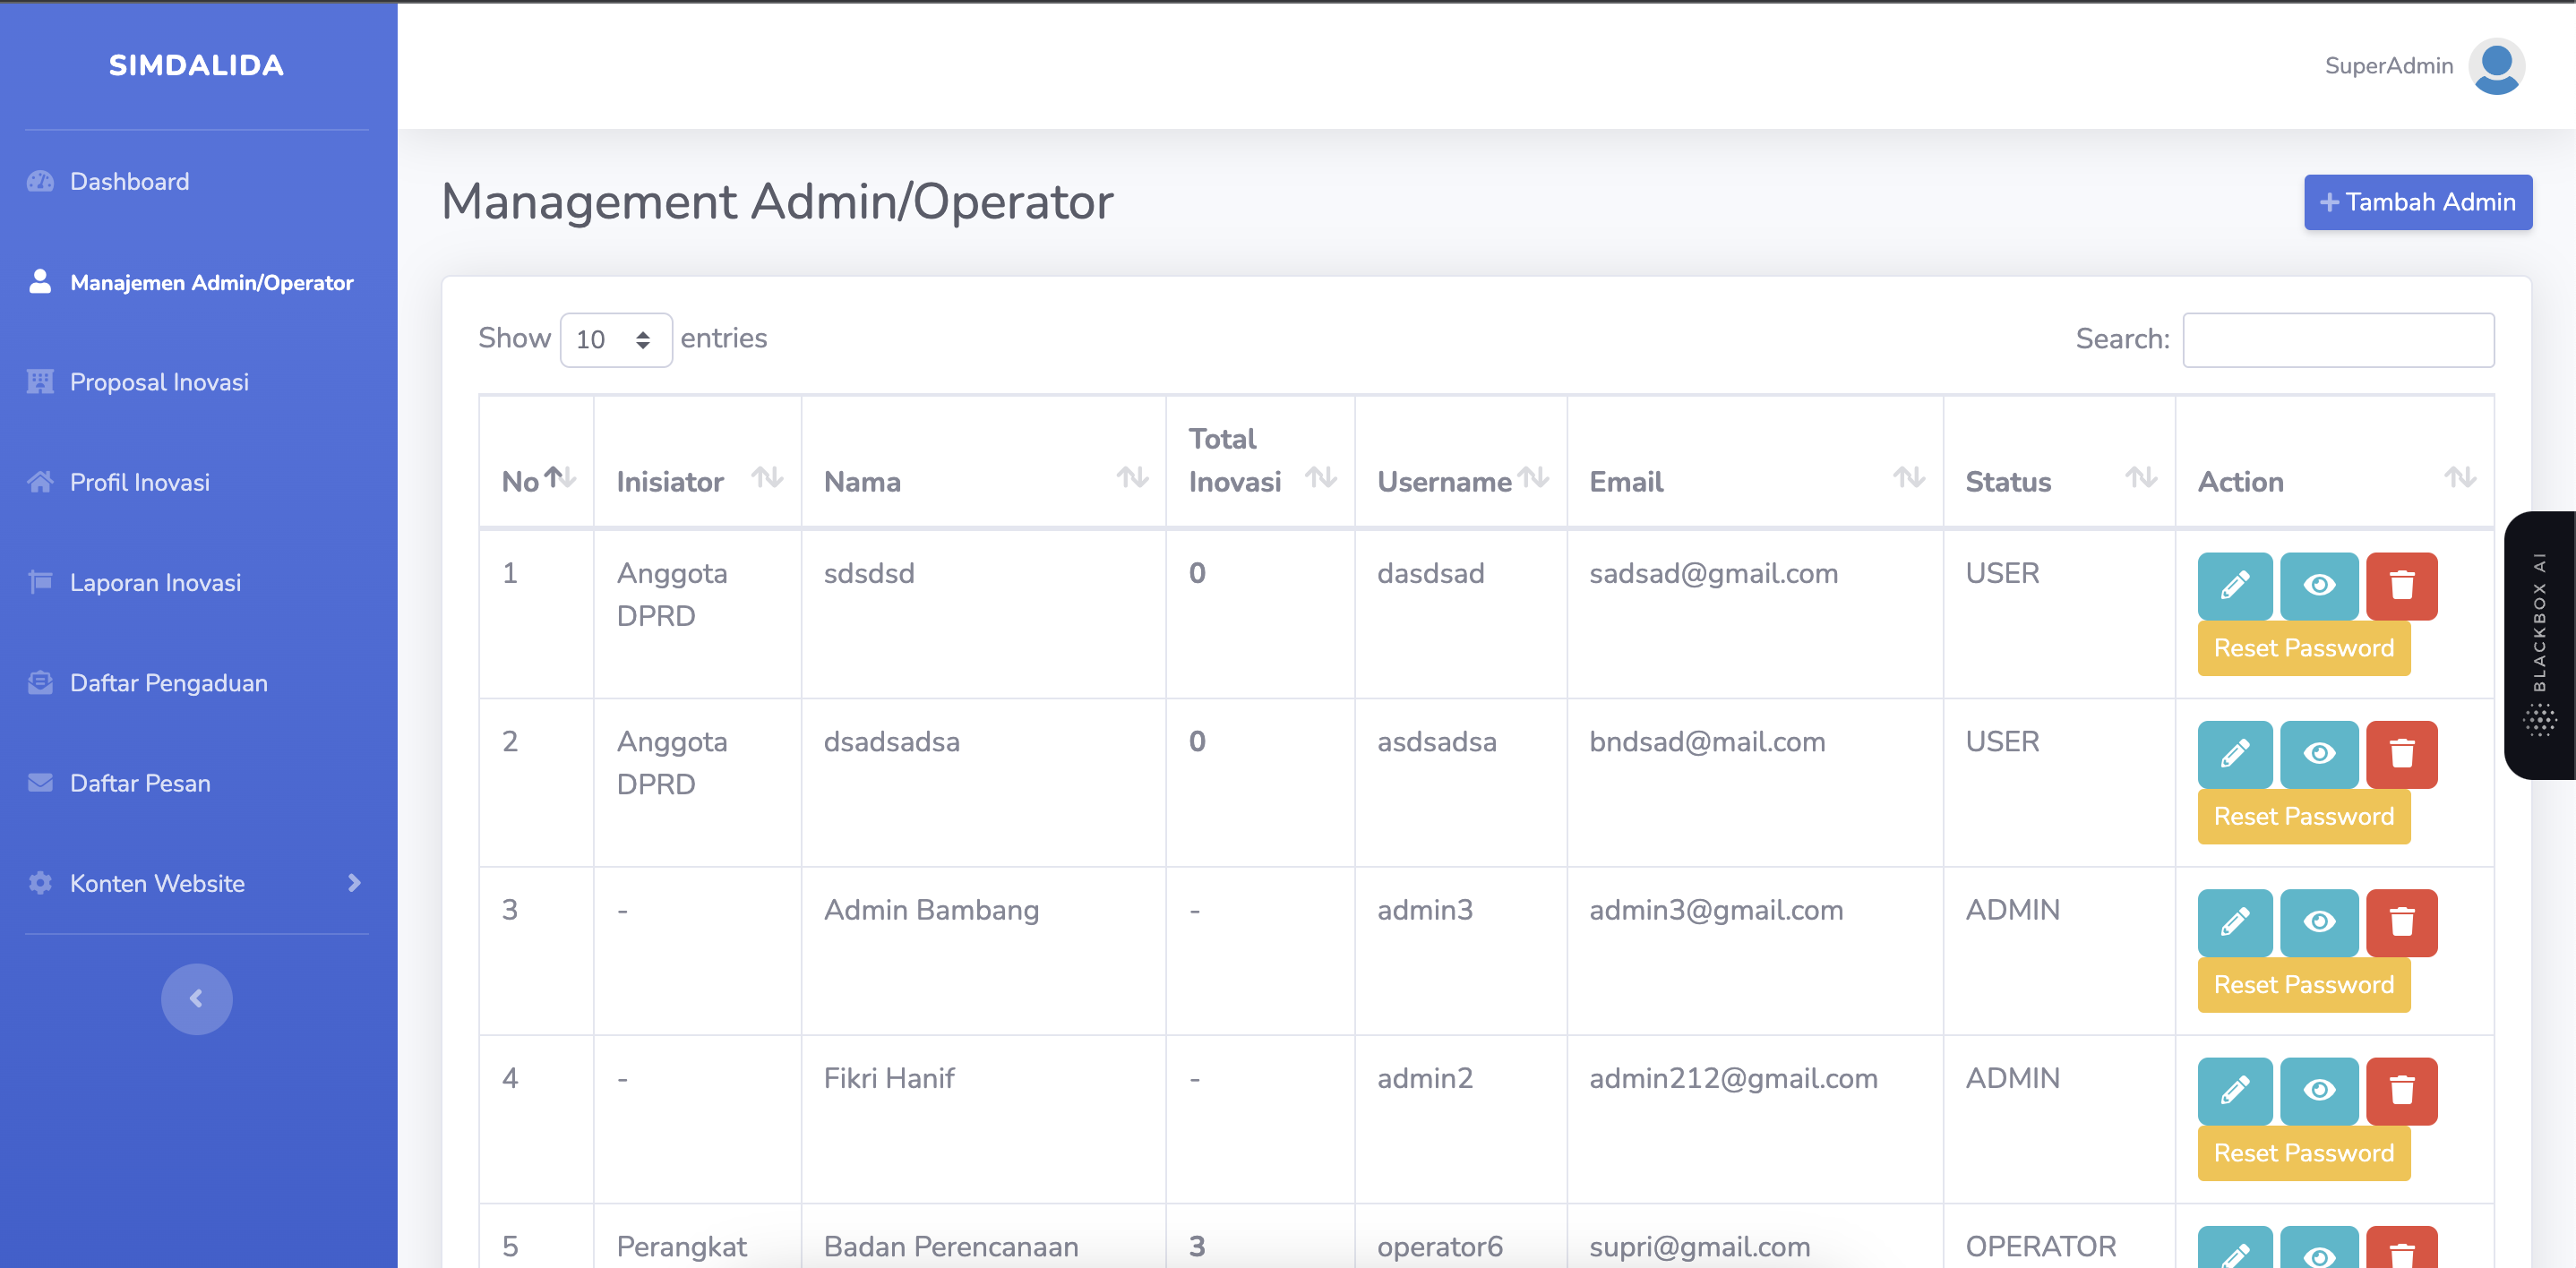 SIMDALIDA
Dashboard
Manajemen Admin/Operator
Proposal Inovasi
Profil Inovasi
Laporan Inovasi
Daftar Pengaduan
Daftar Pesan
Konten Website
SuperAdmin
Management Admin/Operator
+ Tambah Admin
Show 10 entries
Search:
No Inisiator Nama Total Inovasi Username Email Status Action
1 Anggota DPRD sdsdsd 0 dasdsad sadsad@gmail.com USER
Reset Password
2 Anggota DPRD dsadsadsa 0 asdsadsa bndsad@mail.com USER
Reset Password
3 - Admin Bambang - admin3 admin3@gmail.com ADMIN
Reset Password
4 - Fikri Hanif - admin2 admin212@gmail.com ADMIN
Reset Password
5 Perangkat Badan Perencanaan 3 operator6 supri@gmail.com OPERATOR
BLACKBOX AI